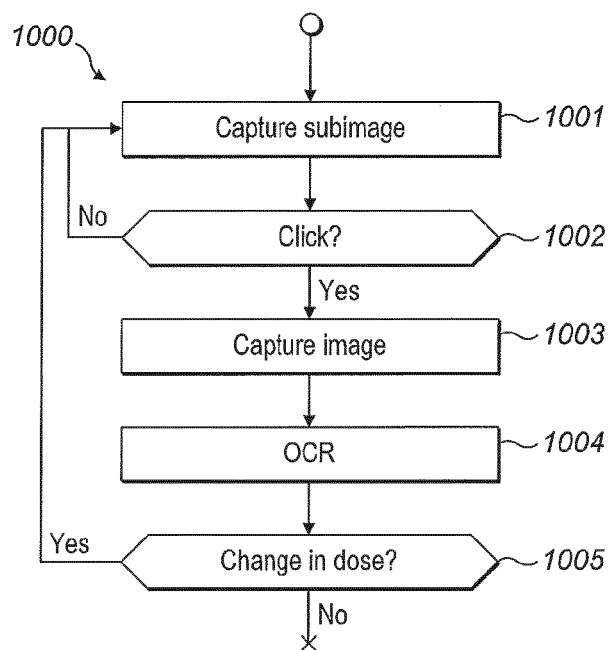 1000
Capture subimage
1001
No
Click?
1002
Yes
Capture image
1003
OCR
1004
Yes
Change in dose?
1005
No